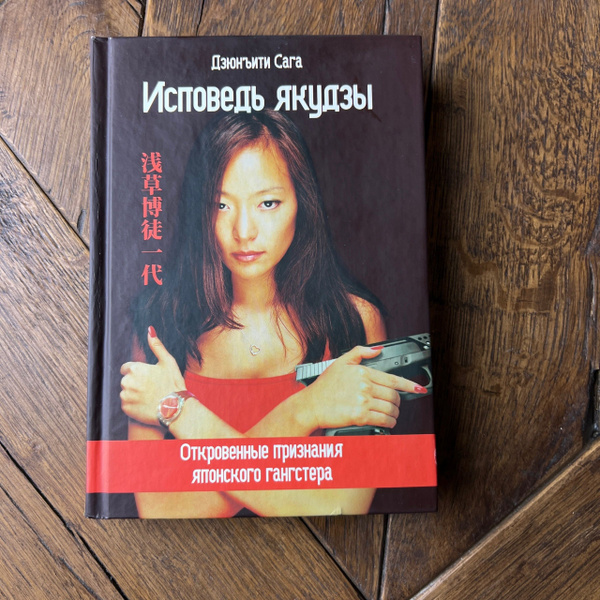 Дзюнъити Сага
Исповедь якудзы
浅草博徒一代
Откровенные признания
японского гангстера